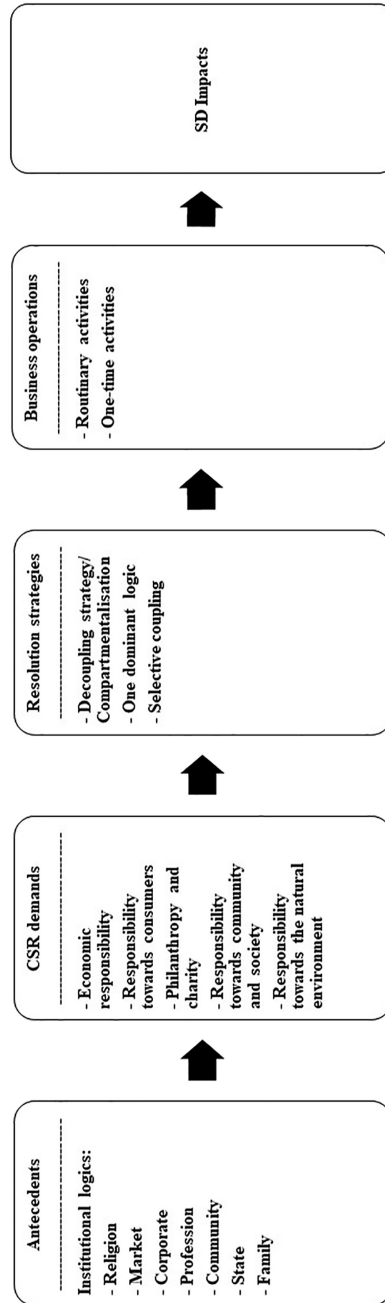 Antecedents
Institutional logics:
- Religion
- Market
- Corporate
- Profession
- Community
- State
- Family
CSR demands
- Economic
responsibility
- Responsibility
towards consumers
- Philanthropy and
charity
- Responsibility
towards community
and society
- Responsibility
towards the natural
environment
Resolution strategies
- Decoupling strategy/
Compartmentalisation
- One dominant logic
- Selective coupling
Business operations
- Routinary activities
- One-time activities
SD Impacts